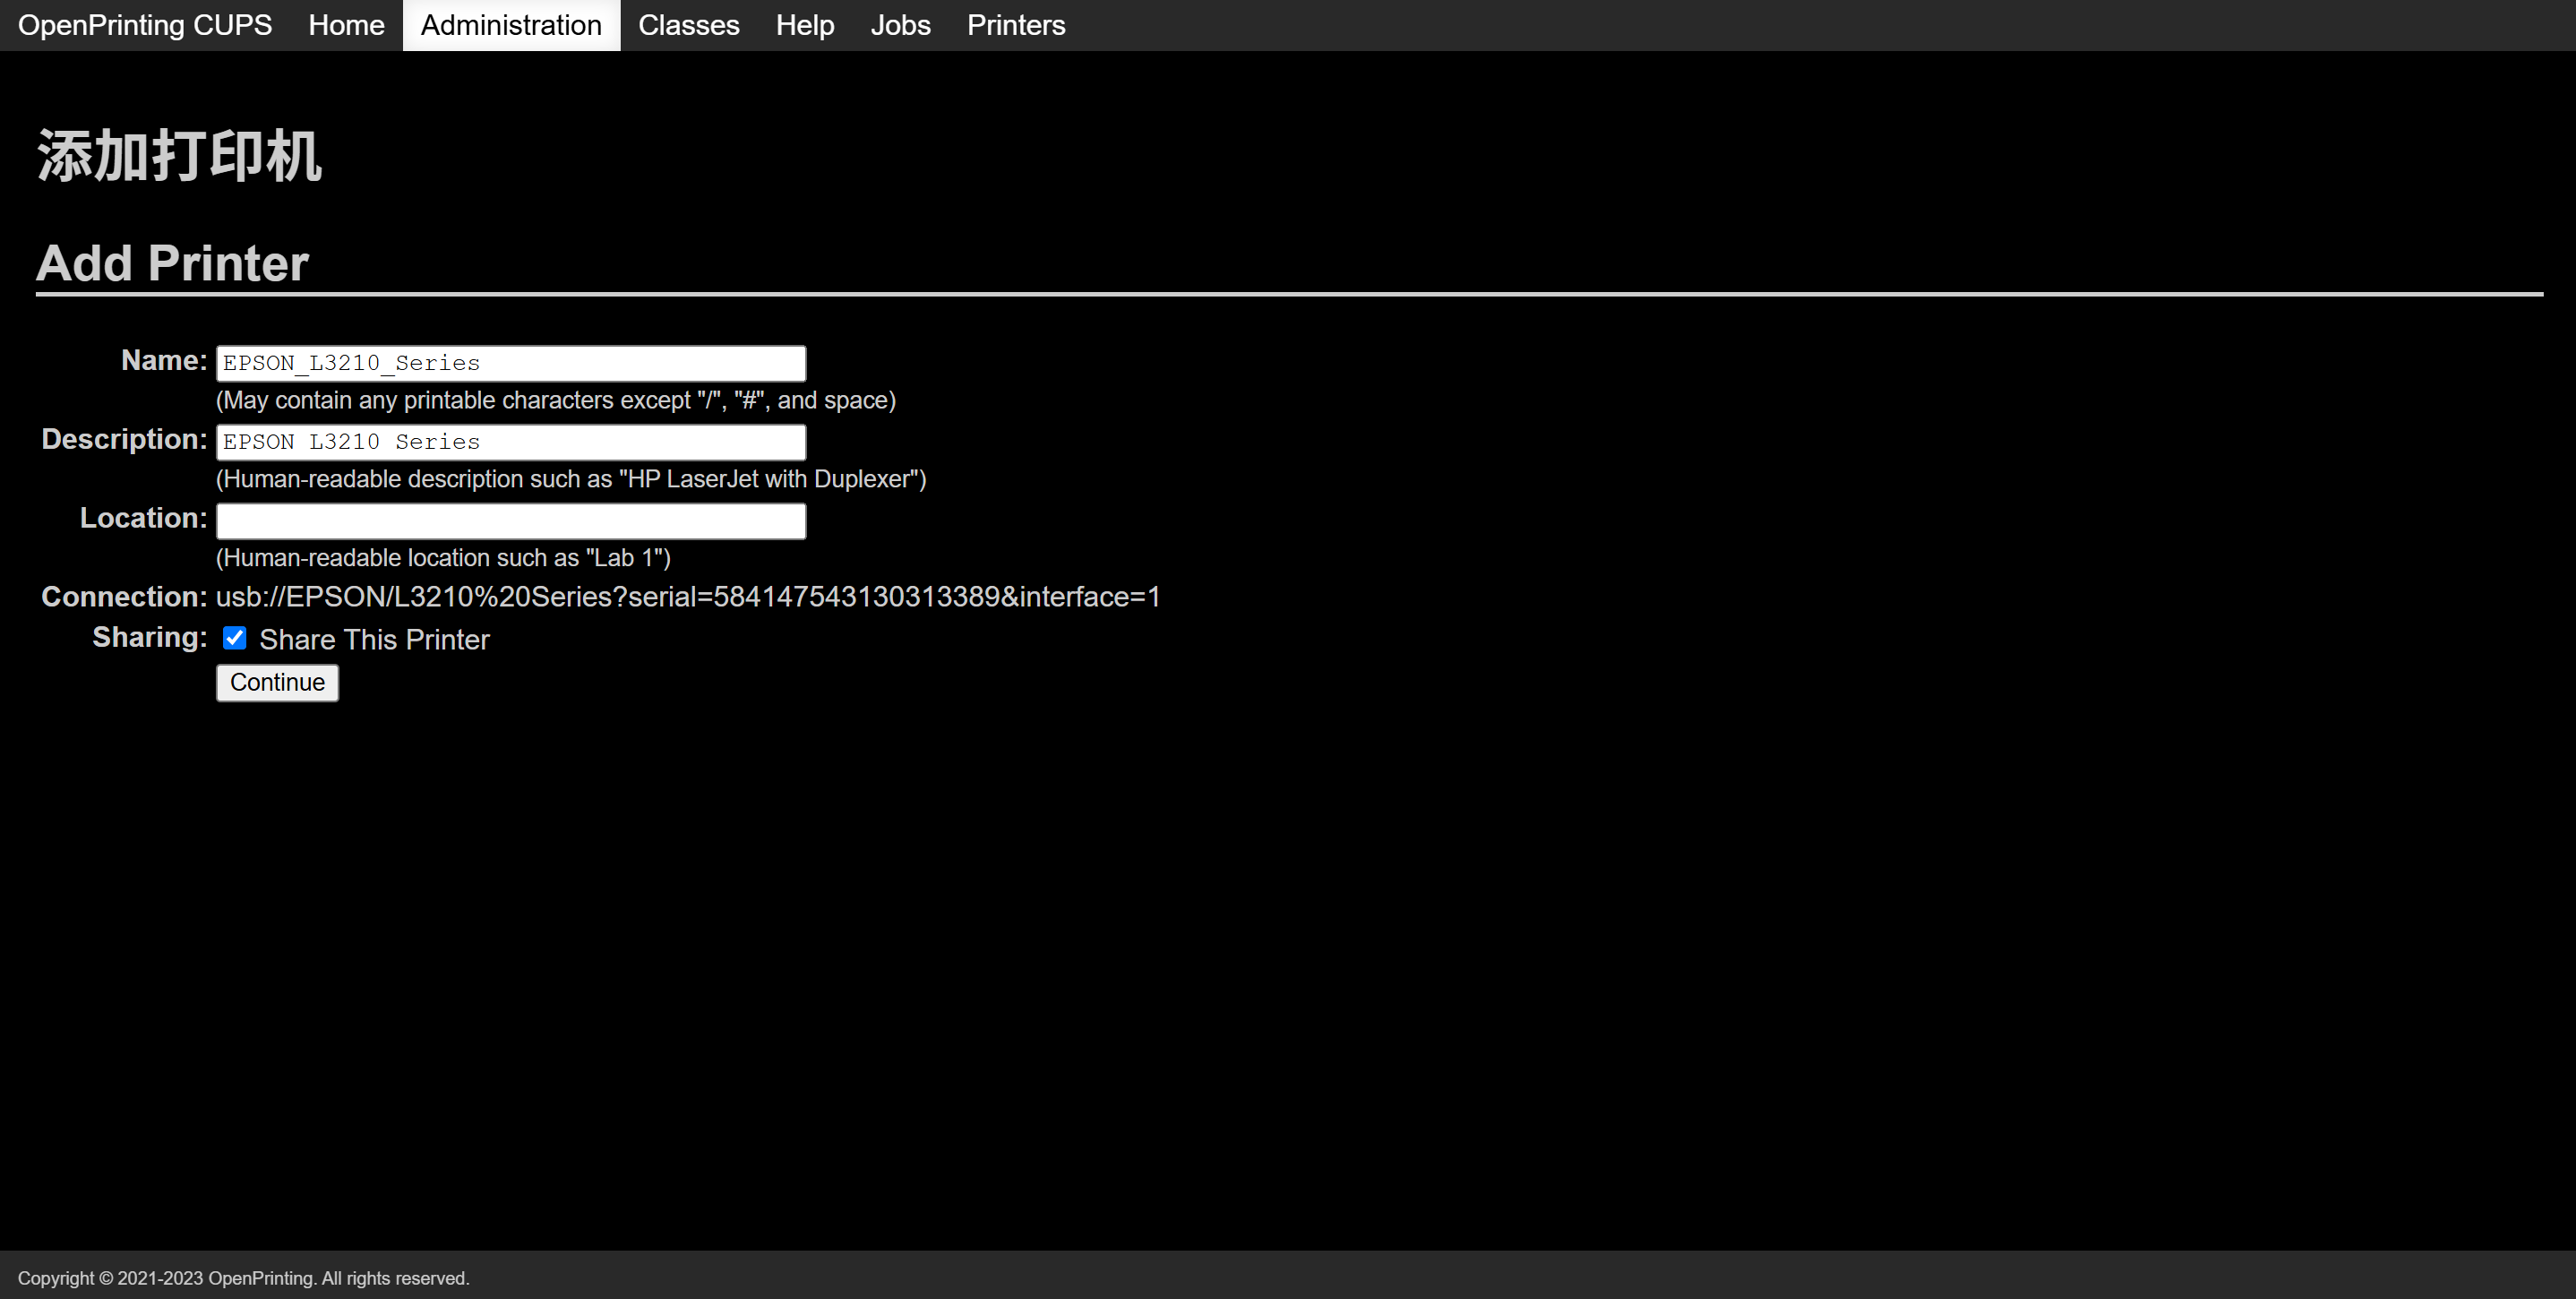 OpenPrinting CUPS Home Administration Classes Help Jobs Printers
添加打印机
Add Printer
Name: EPSON_L3210_Series
(May contain any printable characters except "/", "#", and space)
Description: EPSON L3210 Series
(Human-readable description such as "HP LaserJet with Duplexer")
Location:
(Human-readable location such as "Lab 1")
Connection: usb://EPSON/L3210%20Series?serial=584147543130313389&interface=1
Sharing: Share This Printer
Continue
Copyright © 2021-2023 OpenPrinting. All rights reserved.